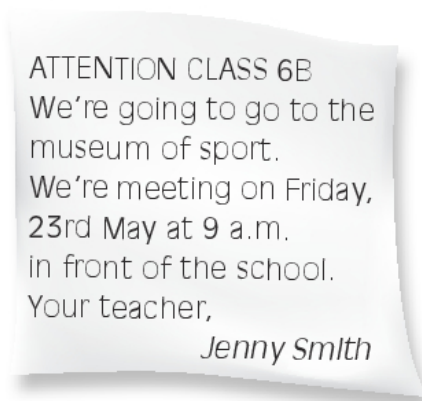 ATTENTION CLASS 6B
We're going to go to the
museum of sport.
We're meeting on Friday,
23rd May at 9 a.m.
in front of the school.
Your teacher,
Jenny Smith